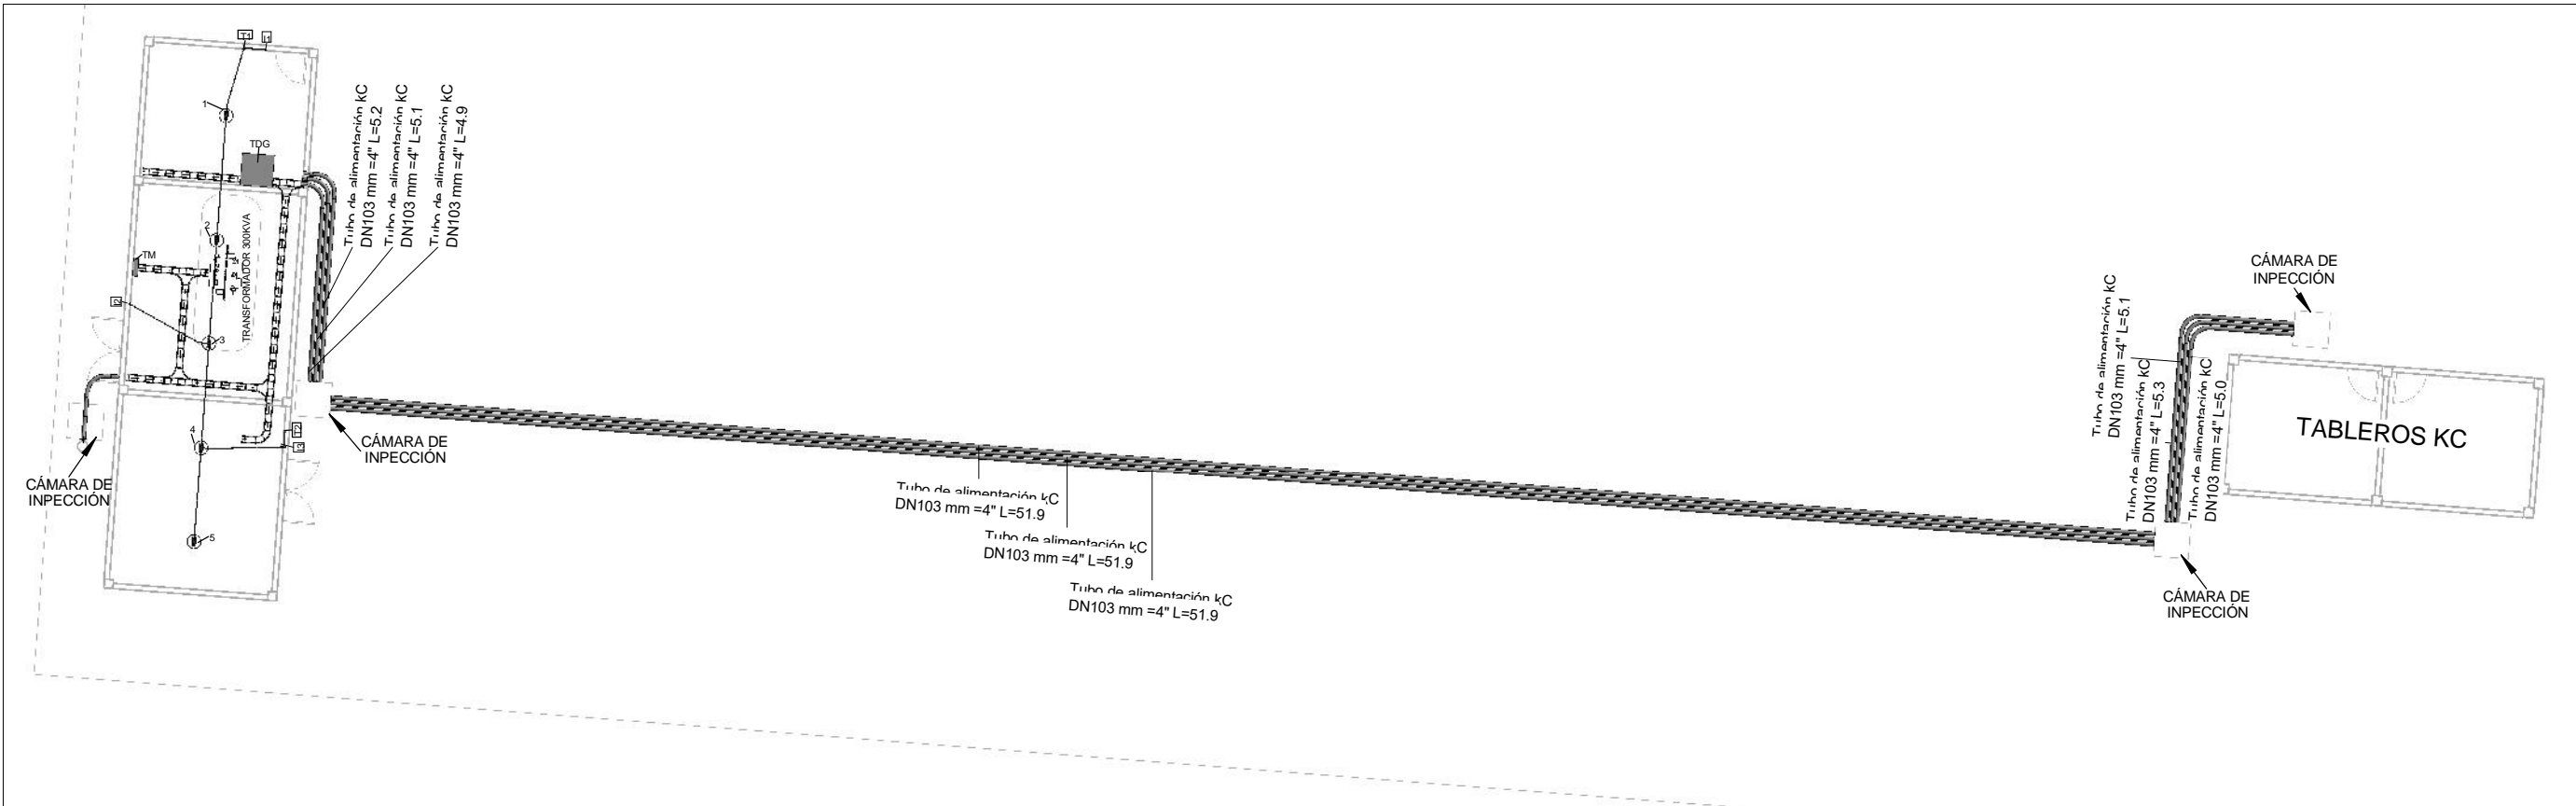 T1
I1
1
TDG
2
TRANSFORMADOR 300KVA
TM
I2
3
4
T2
I3
5
Tubo de alimentación kC
DN103 mm =4" L=5.2
Tubo de alimentación kC
DN103 mm =4" L=5.1
Tubo de alimentación kC
DN103 mm =4" L=4.9
CÁMARA DE
INPECCIÓN
CÁMARA DE
INPECCIÓN
Tubo de alimentación kC
DN103 mm =4" L=51.9
Tubo de alimentación kC
DN103 mm =4" L=51.9
Tubo de alimentación kC
DN103 mm =4" L=51.9
Tubo de alimentación kC
DN103 mm =4" L=5.1
Tubo de alimentación kC
DN103 mm =4" L=5.3
Tubo de alimentación kC
DN103 mm =4" L=5.0
CÁMARA DE
INPECCIÓN
TABLEROS KC
CÁMARA DE
INPECCIÓN